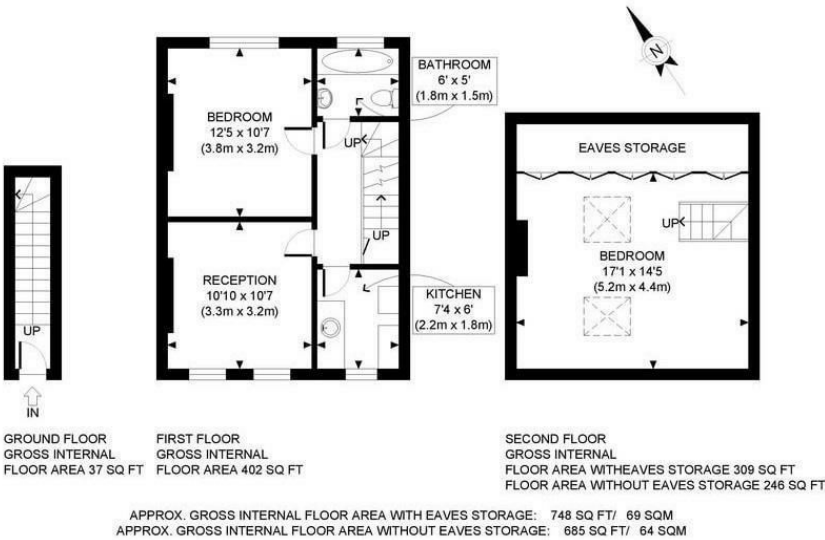 N
BATHROOM
6' x 5'
(1.8m x 1.5m)
BEDROOM
12'5 x 10'7
(3.8m x 3.2m)
UP
UP
RECEPTION
10'10 x 10'7
(3.3m x 3.2m)
KITCHEN
7'4 x 6'
(2.2m x 1.8m)
EAVES STORAGE
UP
BEDROOM
17'1 x 14'5
(5.2m x 4.4m)
UP
IN
GROUND FLOOR
GROSS INTERNAL
FLOOR AREA 37 SQ FT
FIRST FLOOR
GROSS INTERNAL
FLOOR AREA 402 SQ FT
SECOND FLOOR
GROSS INTERNAL
FLOOR AREA WITHEAVES STORAGE 309 SQ FT
FLOOR AREA WITHOUT EAVES STORAGE 246 SQ FT
APPROX. GROSS INTERNAL FLOOR AREA WITH EAVES STORAGE: 748 SQ FT/ 69 SQM
APPROX. GROSS INTERNAL FLOOR AREA WITHOUT EAVES STORAGE: 685 SQ FT/ 64 SQM